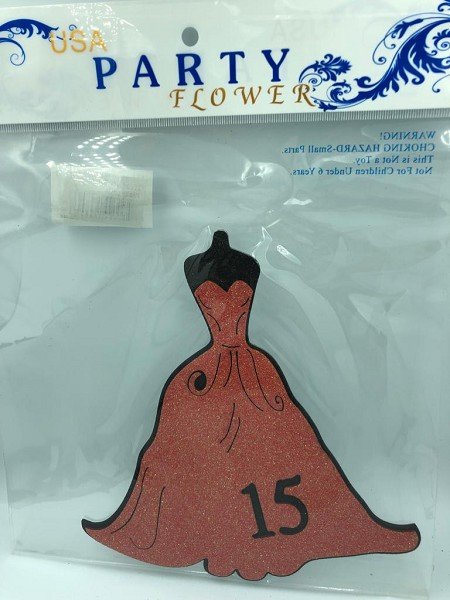 USA
PARTY
FLOWER
WARNING!
CHOKING HAZARD-Small Parts.
This is Not a Toy.
Not For Children Under 6 Years.
15